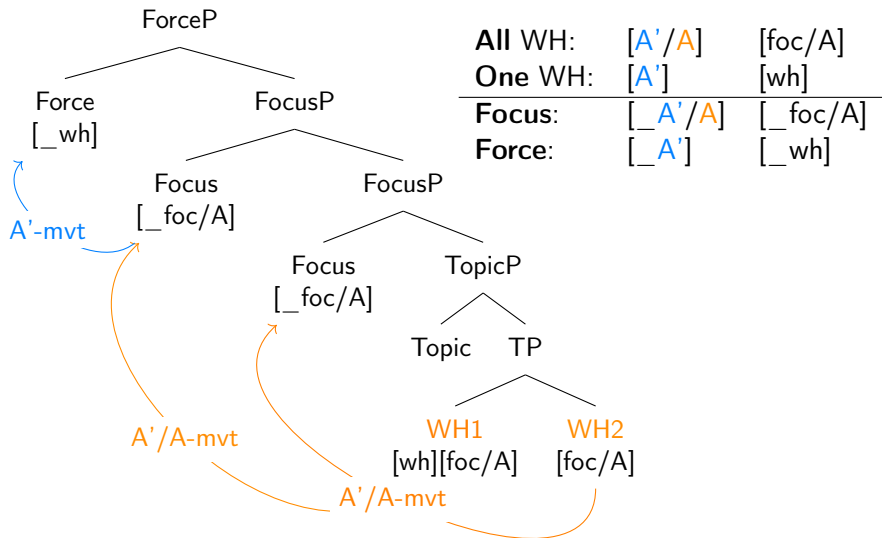 ForceP
All WH: [A'/A] [foc/A]
One WH: [A'] [wh]
Focus: [_A'/A] [_foc/A]
Force: [_A'] [_wh]
Force FocusP
[_wh]
Focus FocusP
[_foc/A]
A'-mvt
Focus TopicP
[_foc/A]
Topic TP
A'/A-mvt WH1 WH2
[wh][foc/A] [foc/A]
A'/A-mvt